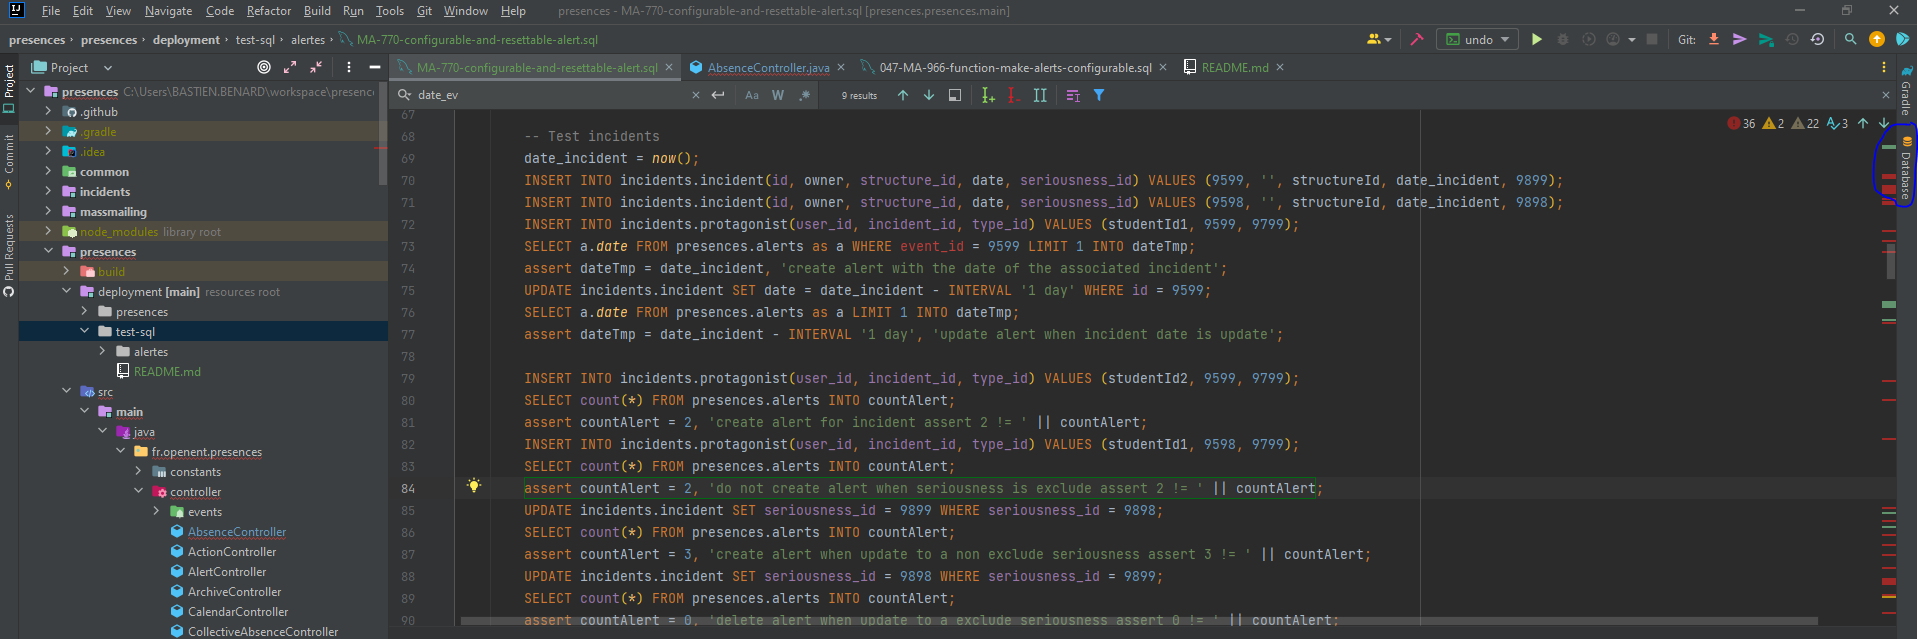 File Edit View Navigate Code Refactor Build Run Tools Git Window Help presences - MA-770-configurable-and-resettable-alert.sql [presences.presences.main]
presences › presences › deployment › test-sql › alertes › MA-770-configurable-and-resettable-alert.sql undo Git:
Project MA-770-configurable-and-resettable-alert.sql AbsenceController.java 047-MA-966-function-make-alerts-configurable.sql README.md
date_ev Aa W .* 9 results
36 2 22 3
Project
Commit
Pull Requests
Gradle
Database
presences C:\Users\BASTIEN.BENARD\workspace\presence
.github
.gradle
.idea
common
incidents
massmailing
node_modules library root
presences
build
deployment [main] resources root
presences
test-sql
alertes
README.md
src
main
java
fr.openent.presences
constants
controller
events
AbsenceController
ActionController
AlertController
ArchiveController
CalendarController
CollectiveAbsenceController
67
68 -- Test incidents
69 date_incident = now();
70 INSERT INTO incidents.incident(id, owner, structure_id, date, seriousness_id) VALUES (9599, '', structureId, date_incident, 9899);
71 INSERT INTO incidents.incident(id, owner, structure_id, date, seriousness_id) VALUES (9598, '', structureId, date_incident, 9898);
72 INSERT INTO incidents.protagonist(user_id, incident_id, type_id) VALUES (studentId1, 9599, 9799);
73 SELECT a.date FROM presences.alerts as a WHERE event_id = 9599 LIMIT 1 INTO dateTmp;
74 assert dateTmp = date_incident, 'create alert with the date of the associated incident';
75 UPDATE incidents.incident SET date = date_incident - INTERVAL '1 day' WHERE id = 9599;
76 SELECT a.date FROM presences.alerts as a LIMIT 1 INTO dateTmp;
77 assert dateTmp = date_incident - INTERVAL '1 day', 'update alert when incident date is update';
78
79 INSERT INTO incidents.protagonist(user_id, incident_id, type_id) VALUES (studentId2, 9599, 9799);
80 SELECT count(*) FROM presences.alerts INTO countAlert;
81 assert countAlert = 2, 'create alert for incident assert 2 != ' || countAlert;
82 INSERT INTO incidents.protagonist(user_id, incident_id, type_id) VALUES (studentId1, 9598, 9799);
83 SELECT count(*) FROM presences.alerts INTO countAlert;
84 assert countAlert = 2, 'do not create alert when seriousness is exclude assert 2 != ' || countAlert;
85 UPDATE incidents.incident SET seriousness_id = 9899 WHERE seriousness_id = 9898;
86 SELECT count(*) FROM presences.alerts INTO countAlert;
87 assert countAlert = 3, 'create alert when update to a non exclude seriousness assert 3 != ' || countAlert;
88 UPDATE incidents.incident SET seriousness_id = 9898 WHERE seriousness_id = 9899;
89 SELECT count(*) FROM presences.alerts INTO countAlert;
90 assert countAlert = 0, 'delete alert when update to a exclude seriousness assert 0 != ' || countAlert;